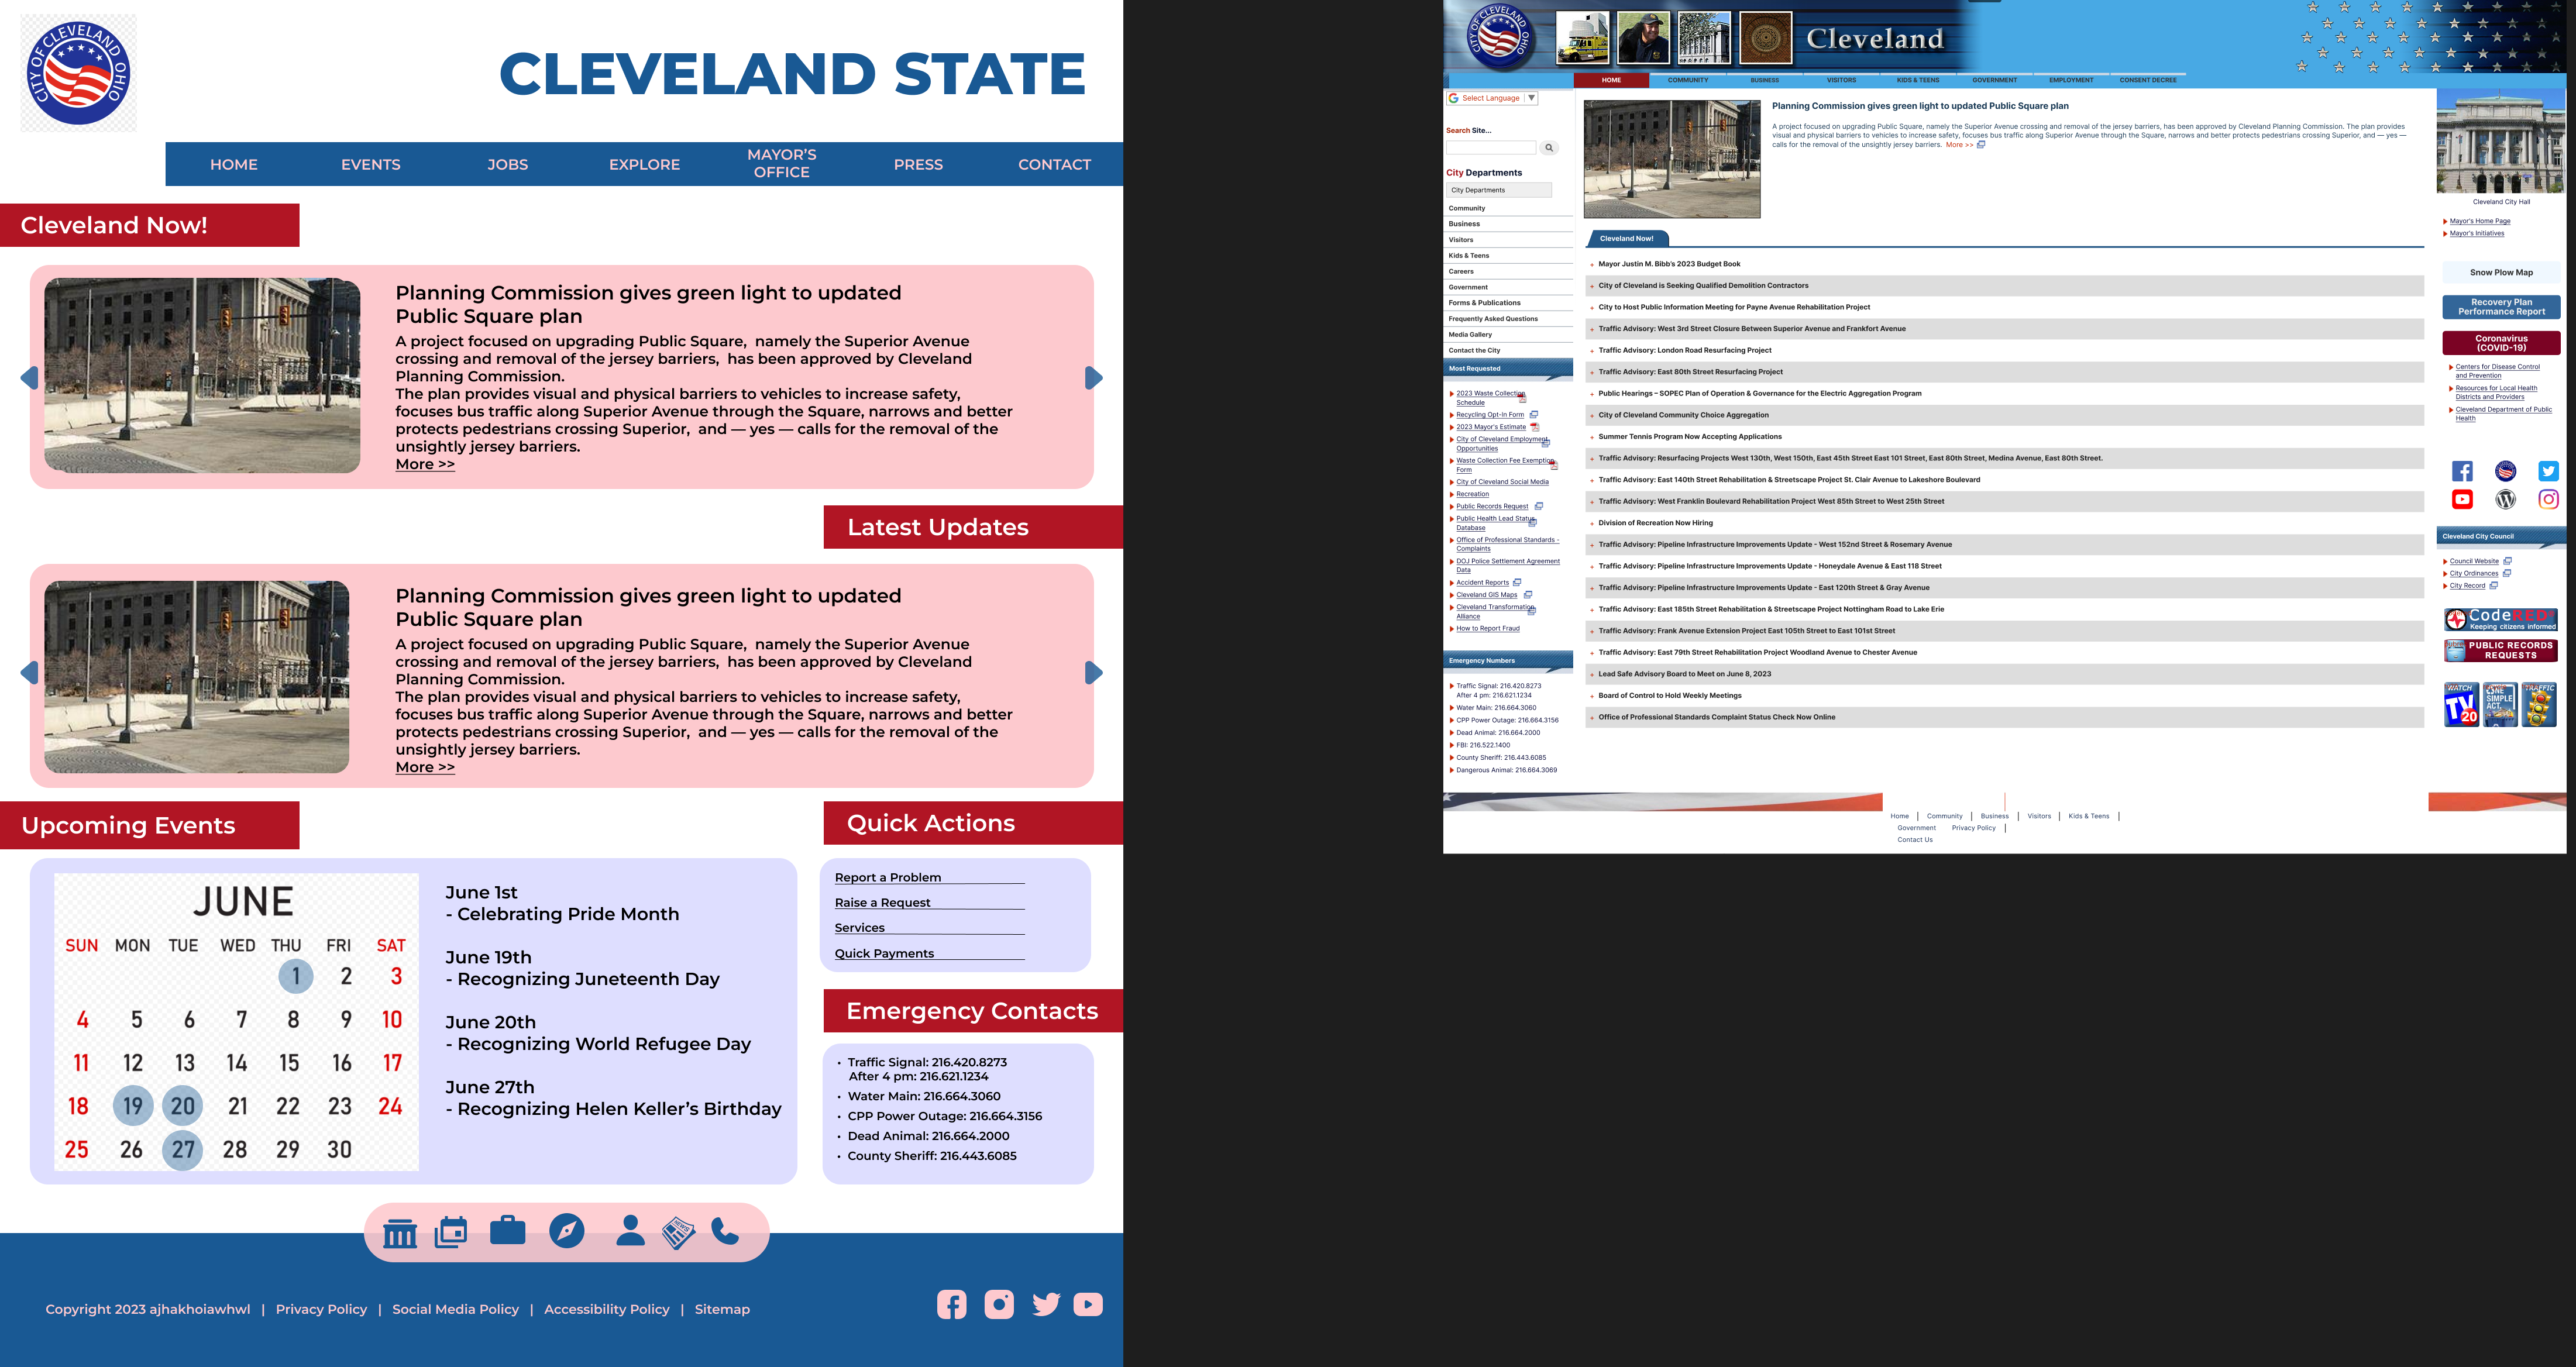 CITY OF CLEVELAND OHIO
CLEVELAND STATE
HOME
EVENTS
JOBS
EXPLORE
MAYOR'S
OFFICE
PRESS
CONTACT
Cleveland Now!
Planning Commission gives green light to updated
Public Square plan
A project focused on upgrading Public Square, namely the Superior Avenue
crossing and removal of the jersey barriers, has been approved by Cleveland
Planning Commission.
The plan provides visual and physical barriers to vehicles to increase safety,
focuses bus traffic along Superior Avenue through the Square, narrows and better
protects pedestrians crossing Superior, and — yes — calls for the removal of the
unsightly jersey barriers.
More >>
Latest Updates
Planning Commission gives green light to updated
Public Square plan
A project focused on upgrading Public Square, namely the Superior Avenue
crossing and removal of the jersey barriers, has been approved by Cleveland
Planning Commission.
The plan provides visual and physical barriers to vehicles to increase safety,
focuses bus traffic along Superior Avenue through the Square, narrows and better
protects pedestrians crossing Superior, and — yes — calls for the removal of the
unsightly jersey barriers.
More >>
Upcoming Events
JUNE
SUN MON TUE WED THU FRI SAT
1 2 3
4 5 6 7 8 9 10
11 12 13 14 15 16 17
18 19 20 21 22 23 24
25 26 27 28 29 30
June 1st
- Celebrating Pride Month
June 19th
- Recognizing Juneteenth Day
June 20th
- Recognizing World Refugee Day
June 27th
- Recognizing Helen Keller's Birthday
Quick Actions
Report a Problem
Raise a Request
Services
Quick Payments
Emergency Contacts
• Traffic Signal: 216.420.8273
After 4 pm: 216.621.1234
• Water Main: 216.664.3060
• CPP Power Outage: 216.664.3156
• Dead Animal: 216.664.2000
• County Sheriff: 216.443.6085
NEWS
Copyright 2023 ajhakhoiawhwl | Privacy Policy | Social Media Policy | Accessibility Policy | Sitemap
CITY OF CLEVELAND OHIO
Cleveland
HOME
COMMUNITY
BUSINESS
VISITORS
KIDS & TEENS
GOVERNMENT
EMPLOYMENT
CONSENT DECREE
Select Language
Search Site...
City Departments
City Departments
Community
Business
Visitors
Kids & Teens
Careers
Government
Forms & Publications
Frequently Asked Questions
Media Gallery
Contact the City
Most Requested
2023 Waste Collection
Schedule
Recycling Opt-In Form
2023 Mayor's Estimate
City of Cleveland Employment
Opportunities
Waste Collection Fee Exemption
Form
City of Cleveland Social Media
Recreation
Public Records Request
Public Health Lead Status
Database
Office of Professional Standards -
Complaints
DOJ Police Settlement Agreement
Data
Accident Reports
Cleveland GIS Maps
Cleveland Transformation
Alliance
How to Report Fraud
Emergency Numbers
Traffic Signal: 216.420.8273
After 4 pm: 216.621.1234
Water Main: 216.664.3060
CPP Power Outage: 216.664.3156
Dead Animal: 216.664.2000
FBI: 216.522.1400
County Sheriff: 216.443.6085
Dangerous Animal: 216.664.3069
Planning Commission gives green light to updated Public Square plan
A project focused on upgrading Public Square, namely the Superior Avenue crossing and removal of the jersey barriers, has been approved by Cleveland Planning Commission. The plan provides
visual and physical barriers to vehicles to increase safety, focuses bus traffic along Superior Avenue through the Square, narrows and better protects pedestrians crossing Superior, and — yes —
calls for the removal of the unsightly jersey barriers. More >>
Cleveland Now!
+ Mayor Justin M. Bibb's 2023 Budget Book
+ City of Cleveland is Seeking Qualified Demolition Contractors
+ City to Host Public Information Meeting for Payne Avenue Rehabilitation Project
+ Traffic Advisory: West 3rd Street Closure Between Superior Avenue and Frankfort Avenue
+ Traffic Advisory: London Road Resurfacing Project
+ Traffic Advisory: East 80th Street Resurfacing Project
+ Public Hearings – SOPEC Plan of Operation & Governance for the Electric Aggregation Program
+ City of Cleveland Community Choice Aggregation
+ Summer Tennis Program Now Accepting Applications
+ Traffic Advisory: Resurfacing Projects West 130th, West 150th, East 45th Street East 101 Street, East 80th Street, Medina Avenue, East 80th Street.
+ Traffic Advisory: East 140th Street Rehabilitation & Streetscape Project St. Clair Avenue to Lakeshore Boulevard
+ Traffic Advisory: West Franklin Boulevard Rehabilitation Project West 85th Street to West 25th Street
+ Division of Recreation Now Hiring
+ Traffic Advisory: Pipeline Infrastructure Improvements Update - West 152nd Street & Rosemary Avenue
+ Traffic Advisory: Pipeline Infrastructure Improvements Update - Honeydale Avenue & East 118 Street
+ Traffic Advisory: Pipeline Infrastructure Improvements Update - East 120th Street & Gray Avenue
+ Traffic Advisory: East 185th Street Rehabilitation & Streetscape Project Nottingham Road to Lake Erie
+ Traffic Advisory: Frank Avenue Extension Project East 105th Street to East 101st Street
+ Traffic Advisory: East 79th Street Rehabilitation Project Woodland Avenue to Chester Avenue
+ Lead Safe Advisory Board to Meet on June 8, 2023
+ Board of Control to Hold Weekly Meetings
+ Office of Professional Standards Complaint Status Check Now Online
Cleveland City Hall
Mayor's Home Page
Mayor's Initiatives
Snow Plow Map
Recovery Plan
Performance Report
Coronavirus
(COVID-19)
Centers for Disease Control
and Prevention
Resources for Local Health
Districts and Providers
Cleveland Department of Public
Health
Cleveland City Council
Council Website
City Ordinances
City Record
CodeRED
Keeping citizens informed
PUBLIC RECORDS
REQUESTS
WATCH
TV
20
ONE
SIMPLE
ACT.
TRAFFIC
Home | Community | Business | Visitors | Kids & Teens |
Government Privacy Policy |
Contact Us